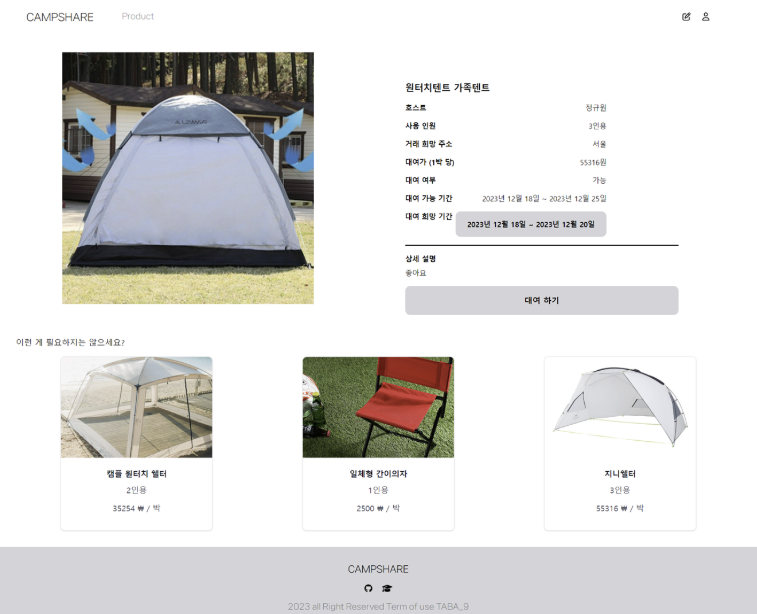 CAMPSHARE
Product
원터치텐트 가족텐트
호스트 정규원
사용 인원 3인용
거래 희망 주소 서울
대여가 (1박 당) 55316원
대여 여부 가능
대여 가능 기간 2023년 12월 18일 ~ 2023년 12월 25일
대여 희망 기간 2023년 12월 18일 ~ 2023년 12월 20일
상세 설명
좋아요
대여 하기
이런 게 필요하지는 않으세요?
캠플 원터치 쉘터
2인용
35254 ₩ / 박
일체형 간이의자
1인용
2500 ₩ / 박
지니쉘터
3인용
55316 ₩ / 박
CAMPSHARE
2023 all Right Reserved Term of use TABA_9